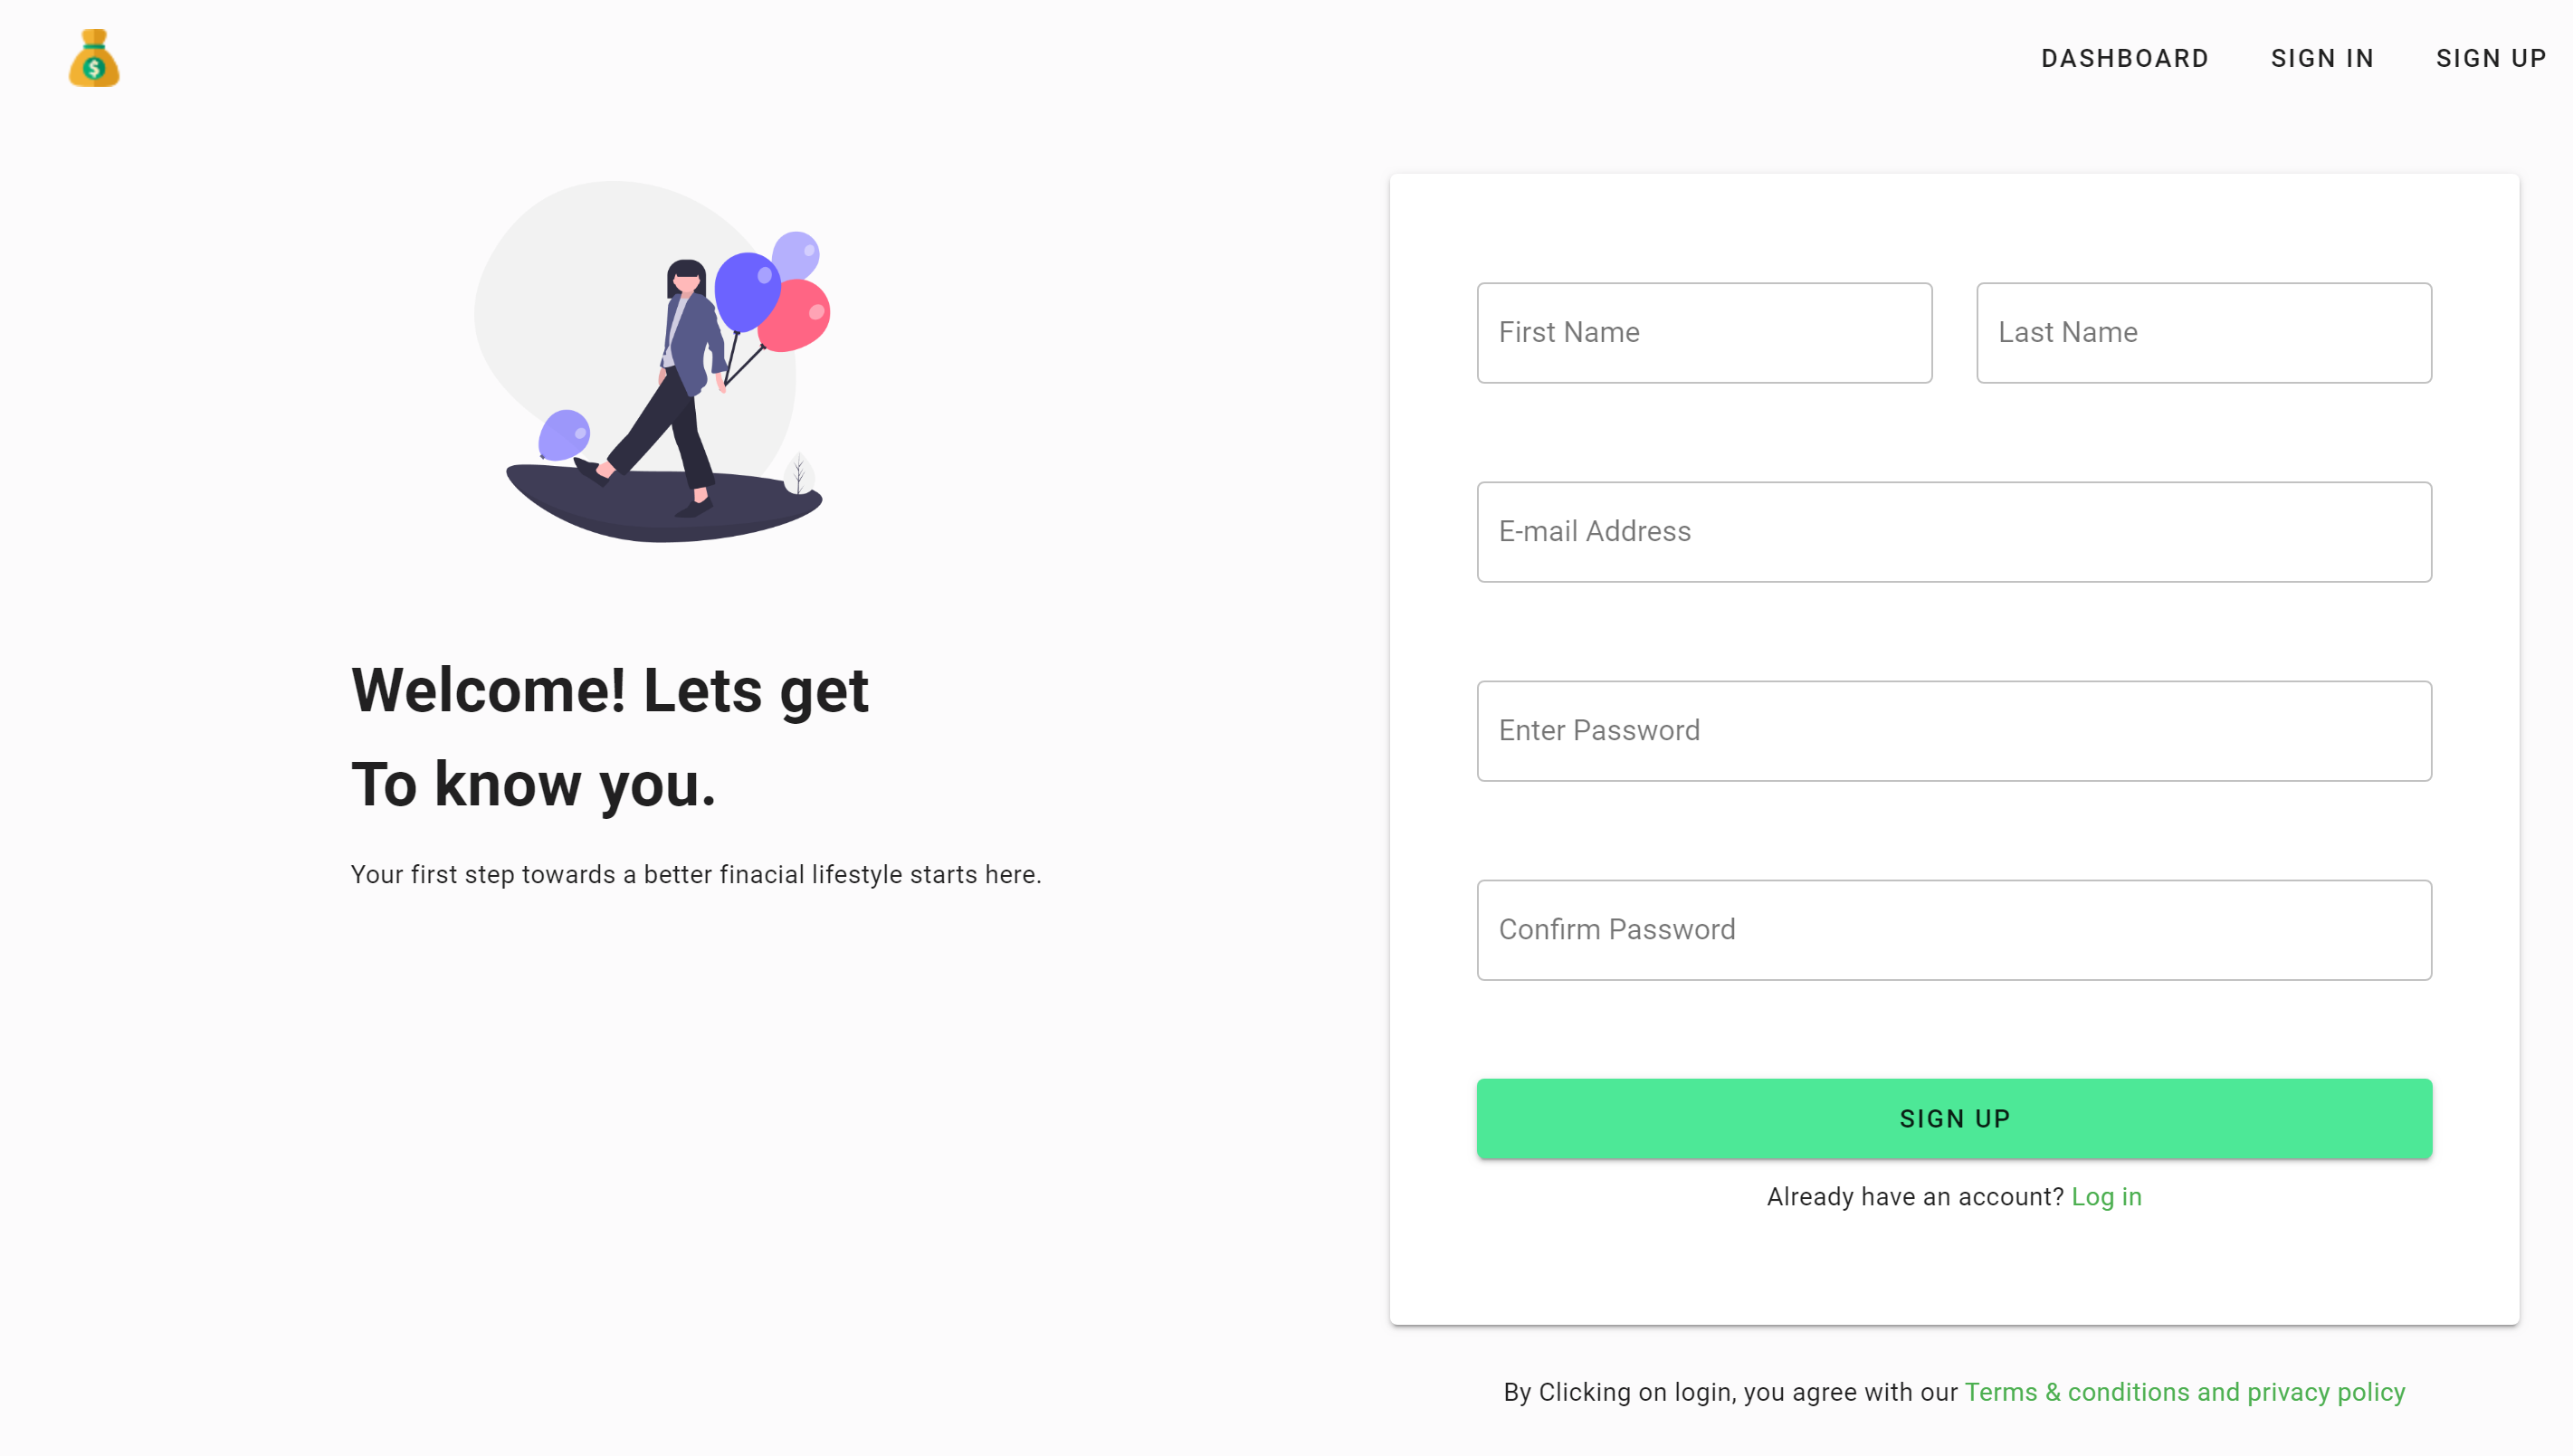 $
DASHBOARD SIGN IN SIGN UP
Welcome! Lets get
To know you.
Your first step towards a better finacial lifestyle starts here.
First Name Last Name
E-mail Address
Enter Password
Confirm Password
SIGN UP
Already have an account? Log in
By Clicking on login, you agree with our Terms & conditions and privacy policy